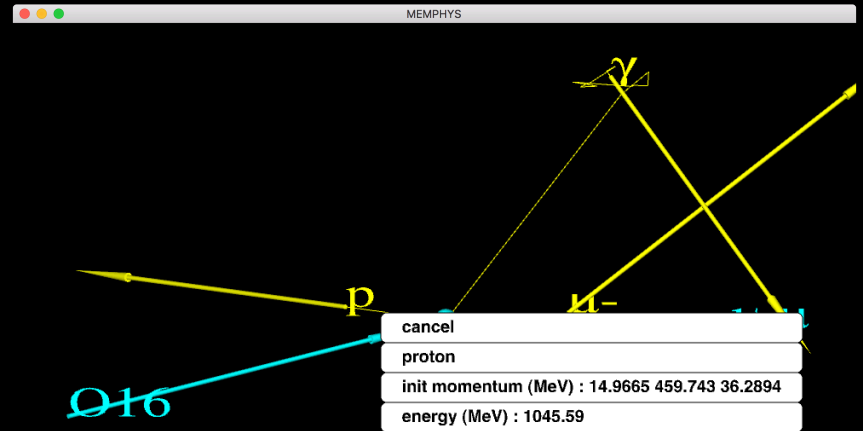 MEMPHYS
γ
p
μ-
cancel
proton
init momentum (MeV) : 14.9665 459.743 36.2894
O16
energy (MeV) : 1045.59